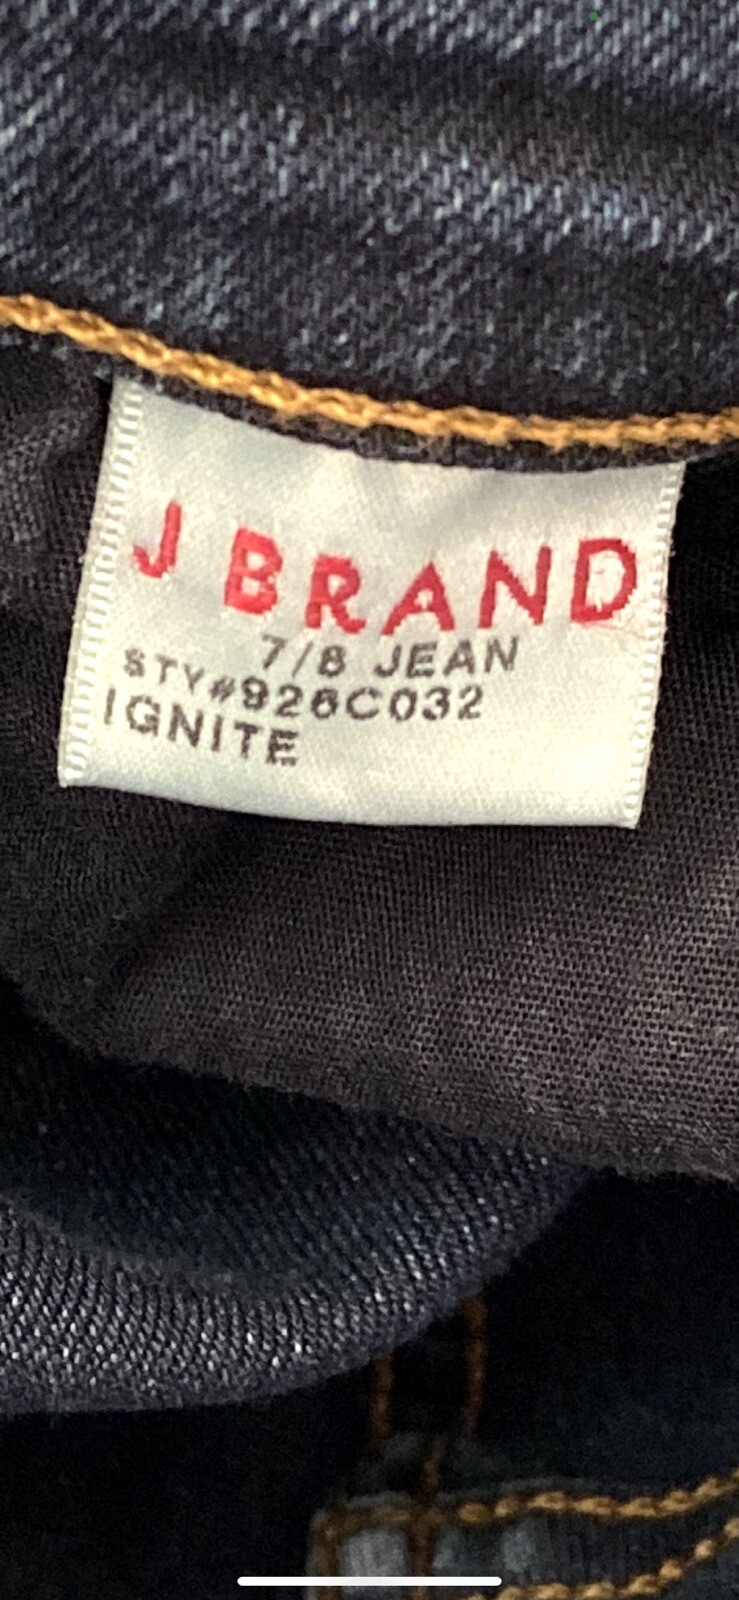 J BRAND
7/8 JEAN
STY#926C032
IGNITE